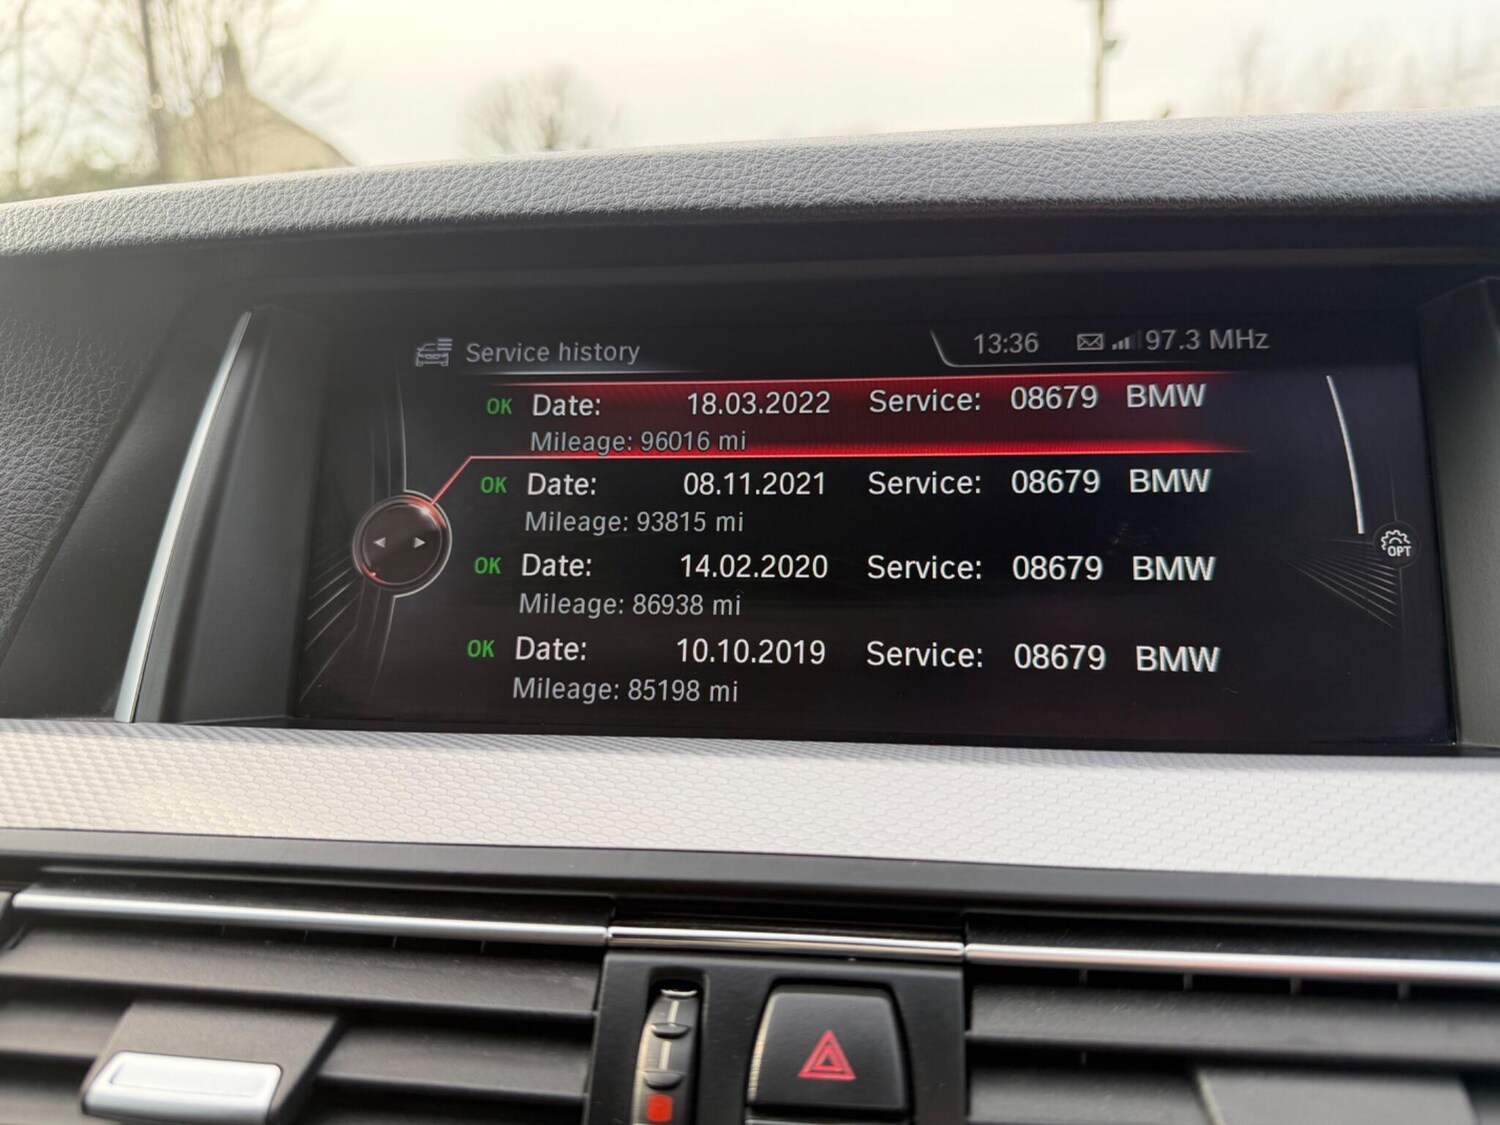 Service history 13:36 97.3 MHz
OK Date: 18.03.2022 Service: 08679 BMW
Mileage: 96016 mi
OK Date: 08.11.2021 Service: 08679 BMW
Mileage: 93815 mi
OPT
OK Date: 14.02.2020 Service: 08679 BMW
Mileage: 86938 mi
OK Date: 10.10.2019 Service: 08679 BMW
Mileage: 85198 mi